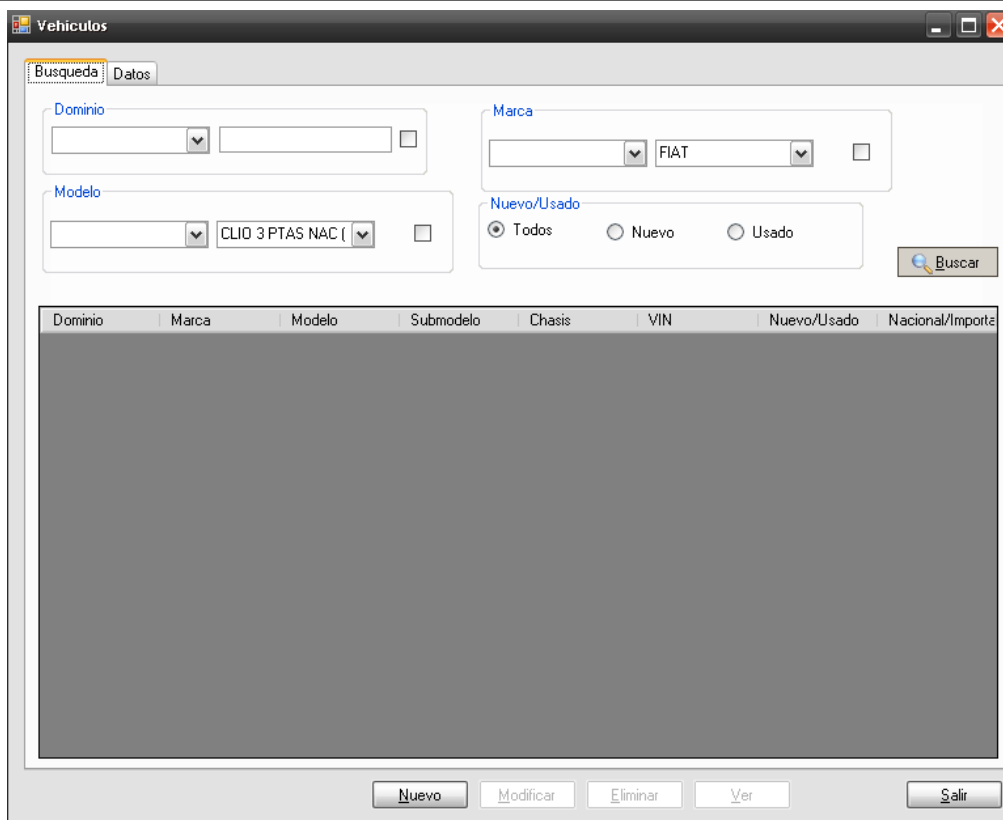 Vehiculos
Busqueda Datos
Dominio
Marca
FIAT
Modelo
CLIO 3 PTAS NAC (
Nuevo/Usado
Todos Nuevo Usado
Buscar
Dominio Marca Modelo Submodelo Chasis VIN Nuevo/Usado Nacional/Importa
Nuevo Modificar Eliminar Ver Salir